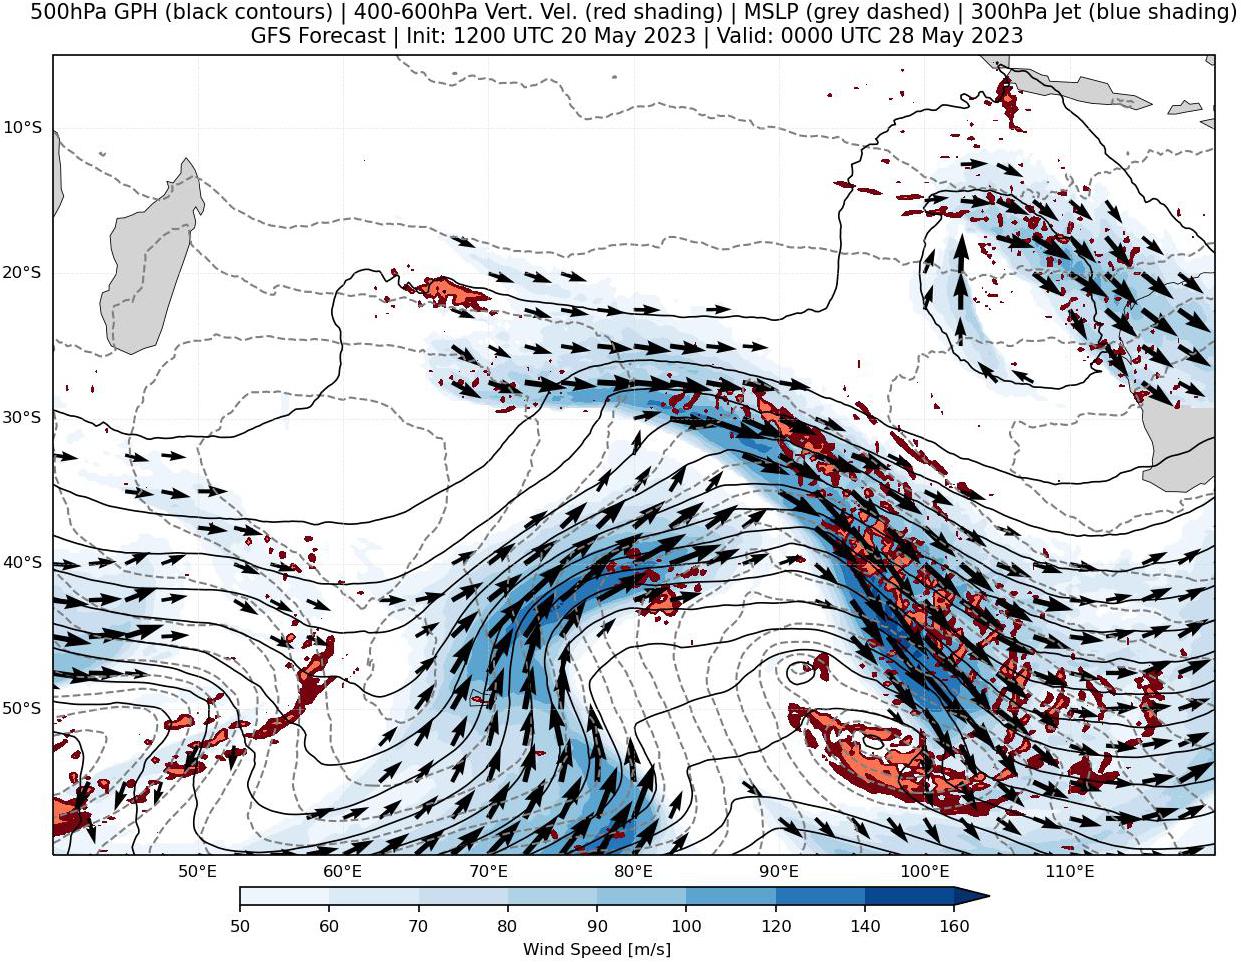 500hPa GPH (black contours) | 400-600hPa Vert. Vel. (red shading) | MSLP (grey dashed) | 300hPa Jet (blue shading)
GFS Forecast | Init: 1200 UTC 20 May 2023 | Valid: 0000 UTC 28 May 2023
10°S
20°S
30°S
40°S
50°S
50°E 60°E 70°E 80°E 90°E 100°E 110°E
50 60 70 80 90 100 120 140 160
Wind Speed [m/s]